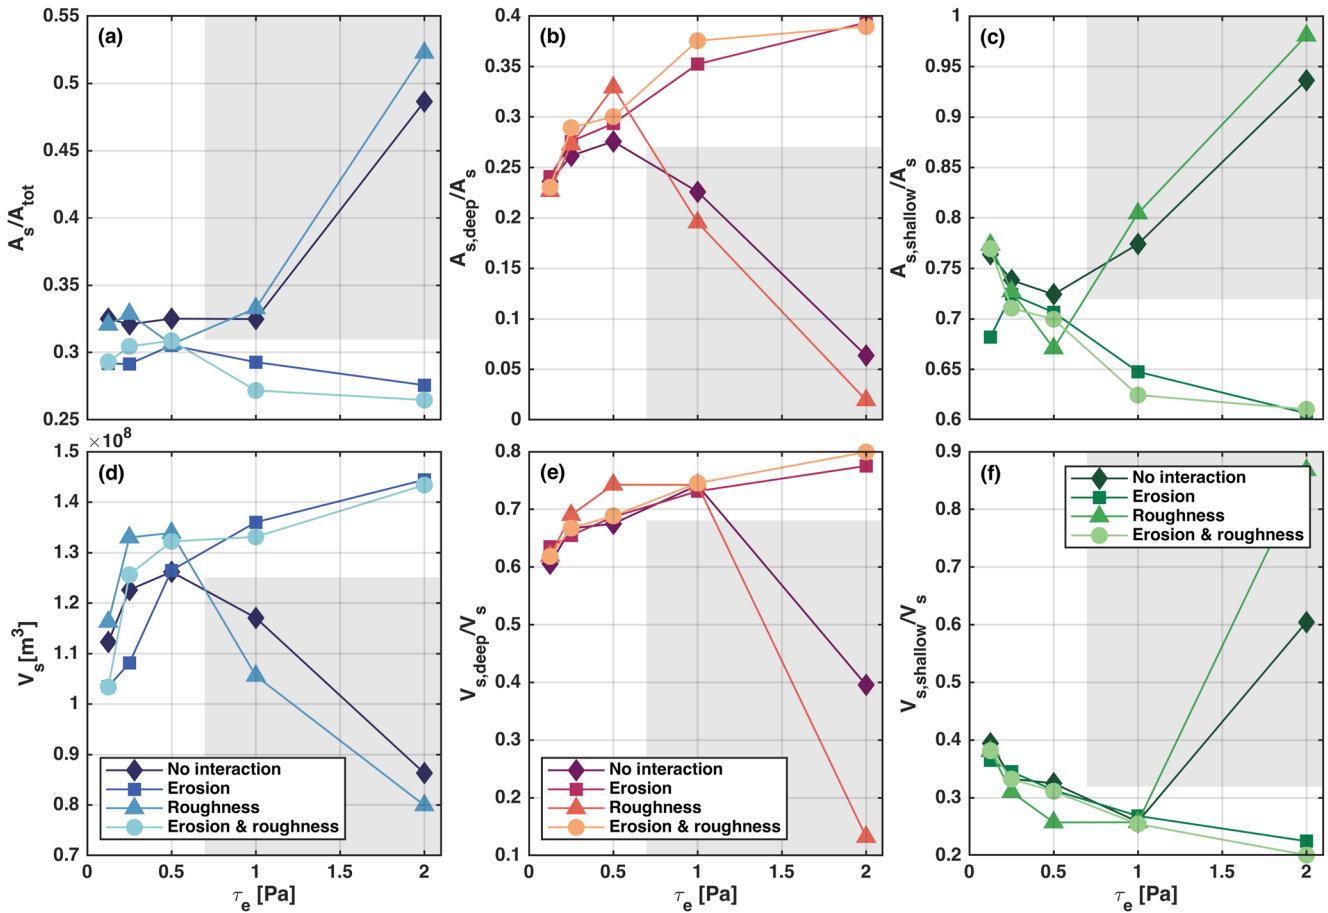 (a)
0.55
0.5
0.45
0.4
0.35
0.3
0.25
A_s/A_tot
(b)
0.4
0.35
0.3
0.25
0.2
0.15
0.1
0.05
0
A_s,deep/A_s
(c)
1
0.95
0.9
0.85
0.8
0.75
0.7
0.65
0.6
A_s,shallow/A_s
×10^8
(d)
1.5
1.4
1.3
1.2
1.1
1
0.9
0.8
0.7
V_s[m^3]
No interaction
Erosion
Roughness
Erosion & roughness
0
0.5
1
1.5
2
τ_e [Pa]
(e)
0.8
0.7
0.6
0.5
0.4
0.3
0.2
0.1
V_s,deep/V_s
No interaction
Erosion
Roughness
Erosion & roughness
0
0.5
1
1.5
2
τ_e [Pa]
(f)
0.9
0.8
0.7
0.6
0.5
0.4
0.3
0.2
V_s,shallow/V_s
No interaction
Erosion
Roughness
Erosion & roughness
0
0.5
1
1.5
2
τ_e [Pa]